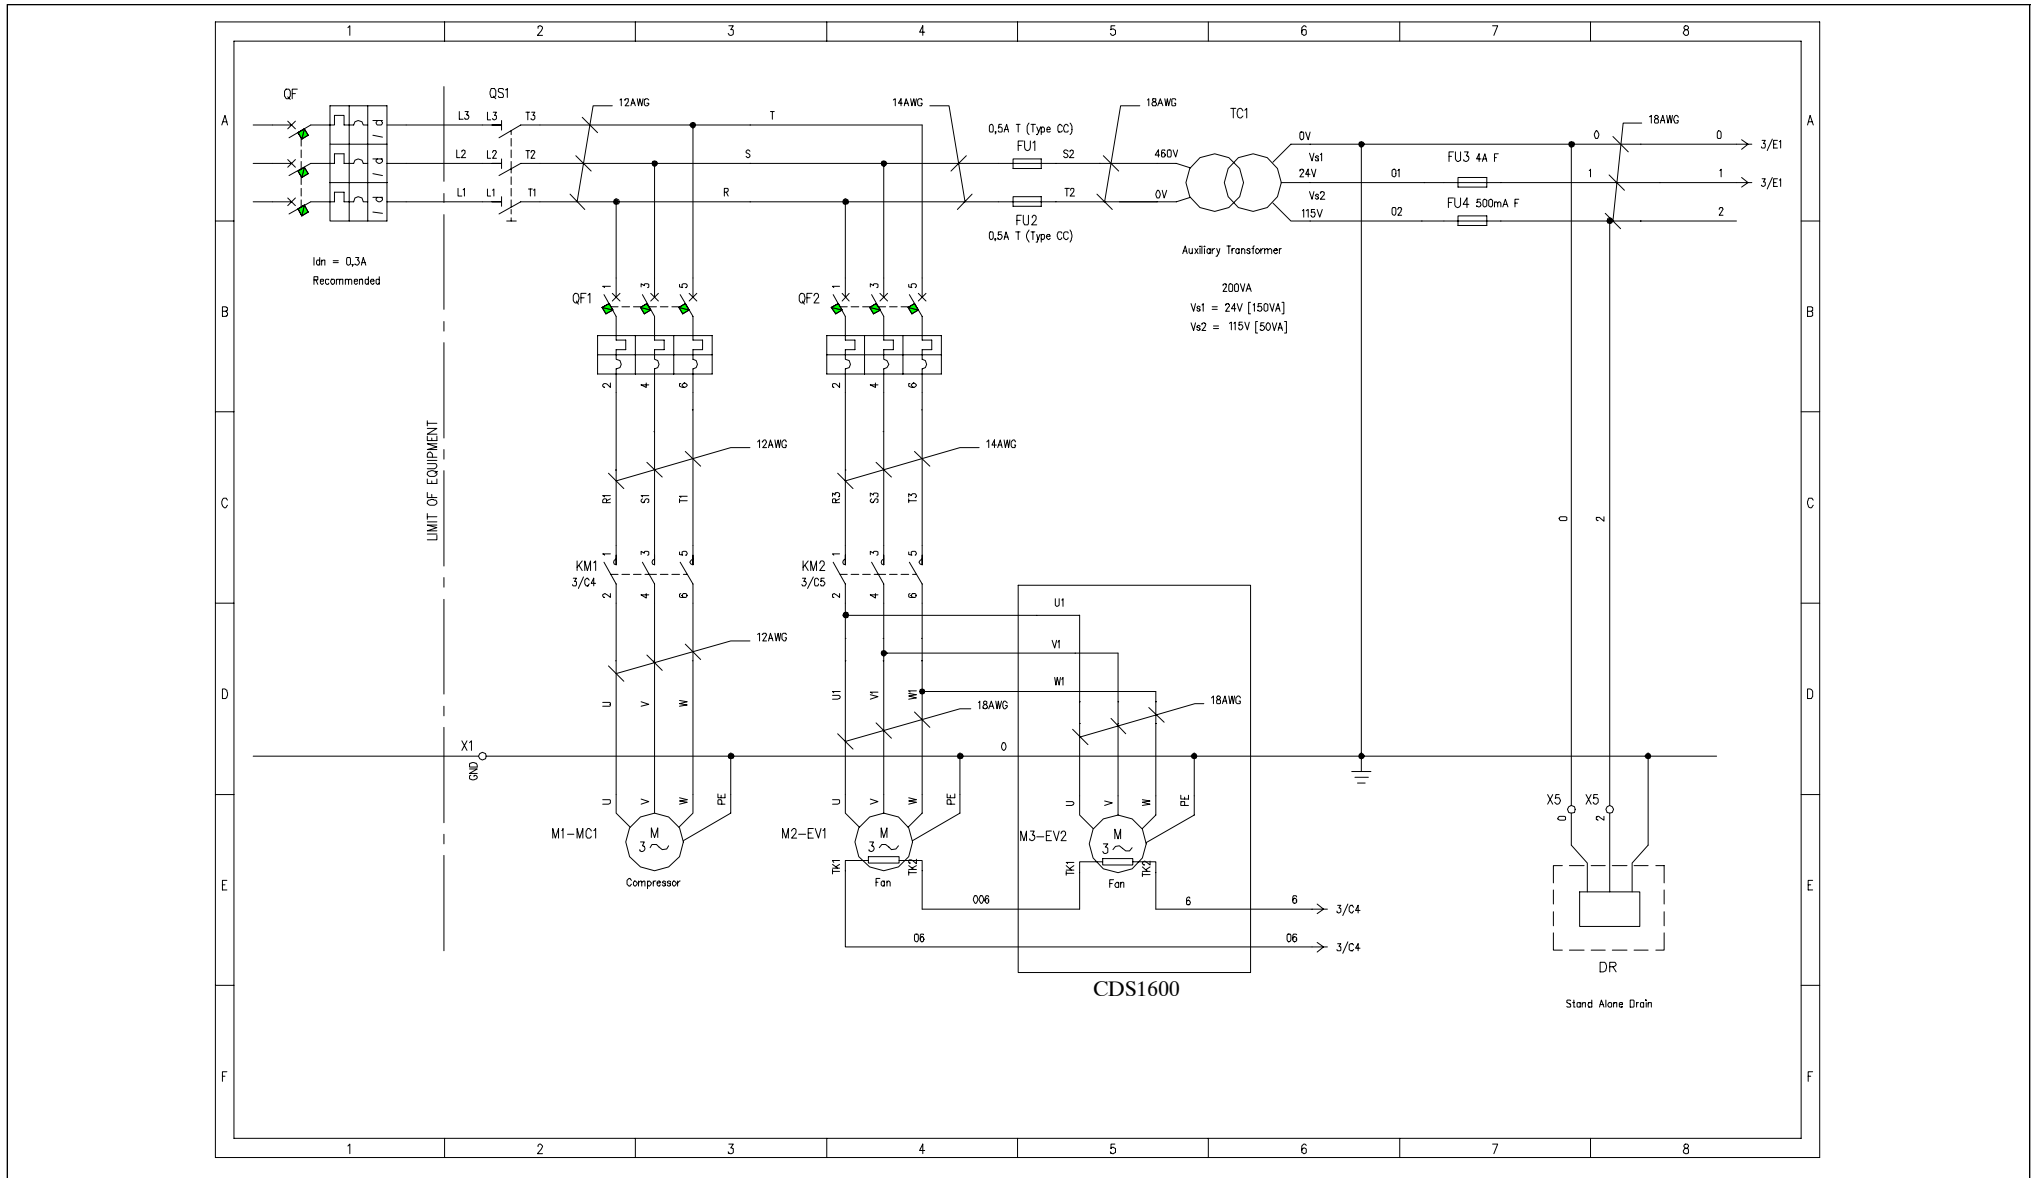 1 2 3 4 5 6 7 8
A A
B B
C C
D D
E E
F F
QF
I d
I d
I d
Idn = 0,3A
Recommended
LIMIT OF EQUIPMENT
QS1
L3 L3 T3
L2 L2 T2
L1 L1 T1
12AWG
T
S
R
14AWG
0,5A T (Type CC)
FU1
S2
T2
FU2
0,5A T (Type CC)
18AWG
460V
0V
TC1
0V
Vs1
24V
Vs2
115V
Auxiliary Transformer
200VA
Vs1 = 24V [150VA]
Vs2 = 115V [50VA]
01
02
FU3 4A F
FU4 500mA F
18AWG
0 0 3/E1
1 1 3/E1
2
QF1
1 3 5
2 4 6
QF2
1 3 5
2 4 6
12AWG
R1 S1 T1
14AWG
R3 S3 T3
KM1
3/C4
1 3 5
2 4 6
KM2
3/C5
1 3 5
2 4 6
12AWG
U V W
U1
V1
W1
U1 V1 W1
18AWG
18AWG
0 2
X1
GND
0
U V W PE
M1-MC1
M
3
Compressor
U V W PE
M2-EV1
M
3
TK1 TK2
Fan
U V W PE
M3-EV2
M
3
TK1 TK2
Fan
006
6 6 3/C4
06 06 3/C4
CDS1600
X5 X5
0 2
DR
Stand Alone Drain
1 2 3 4 5 6 7 8